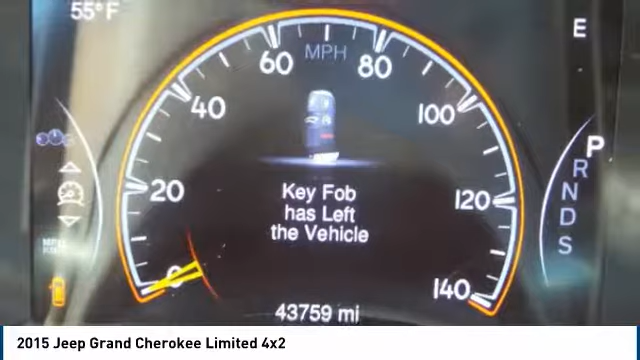 55°F
E
MPH
60
80
40
100
20
120
0
140
Key Fob
has Left
the Vehicle
P
R
N
D
S
43759 mi
2015 Jeep Grand Cherokee Limited 4x2